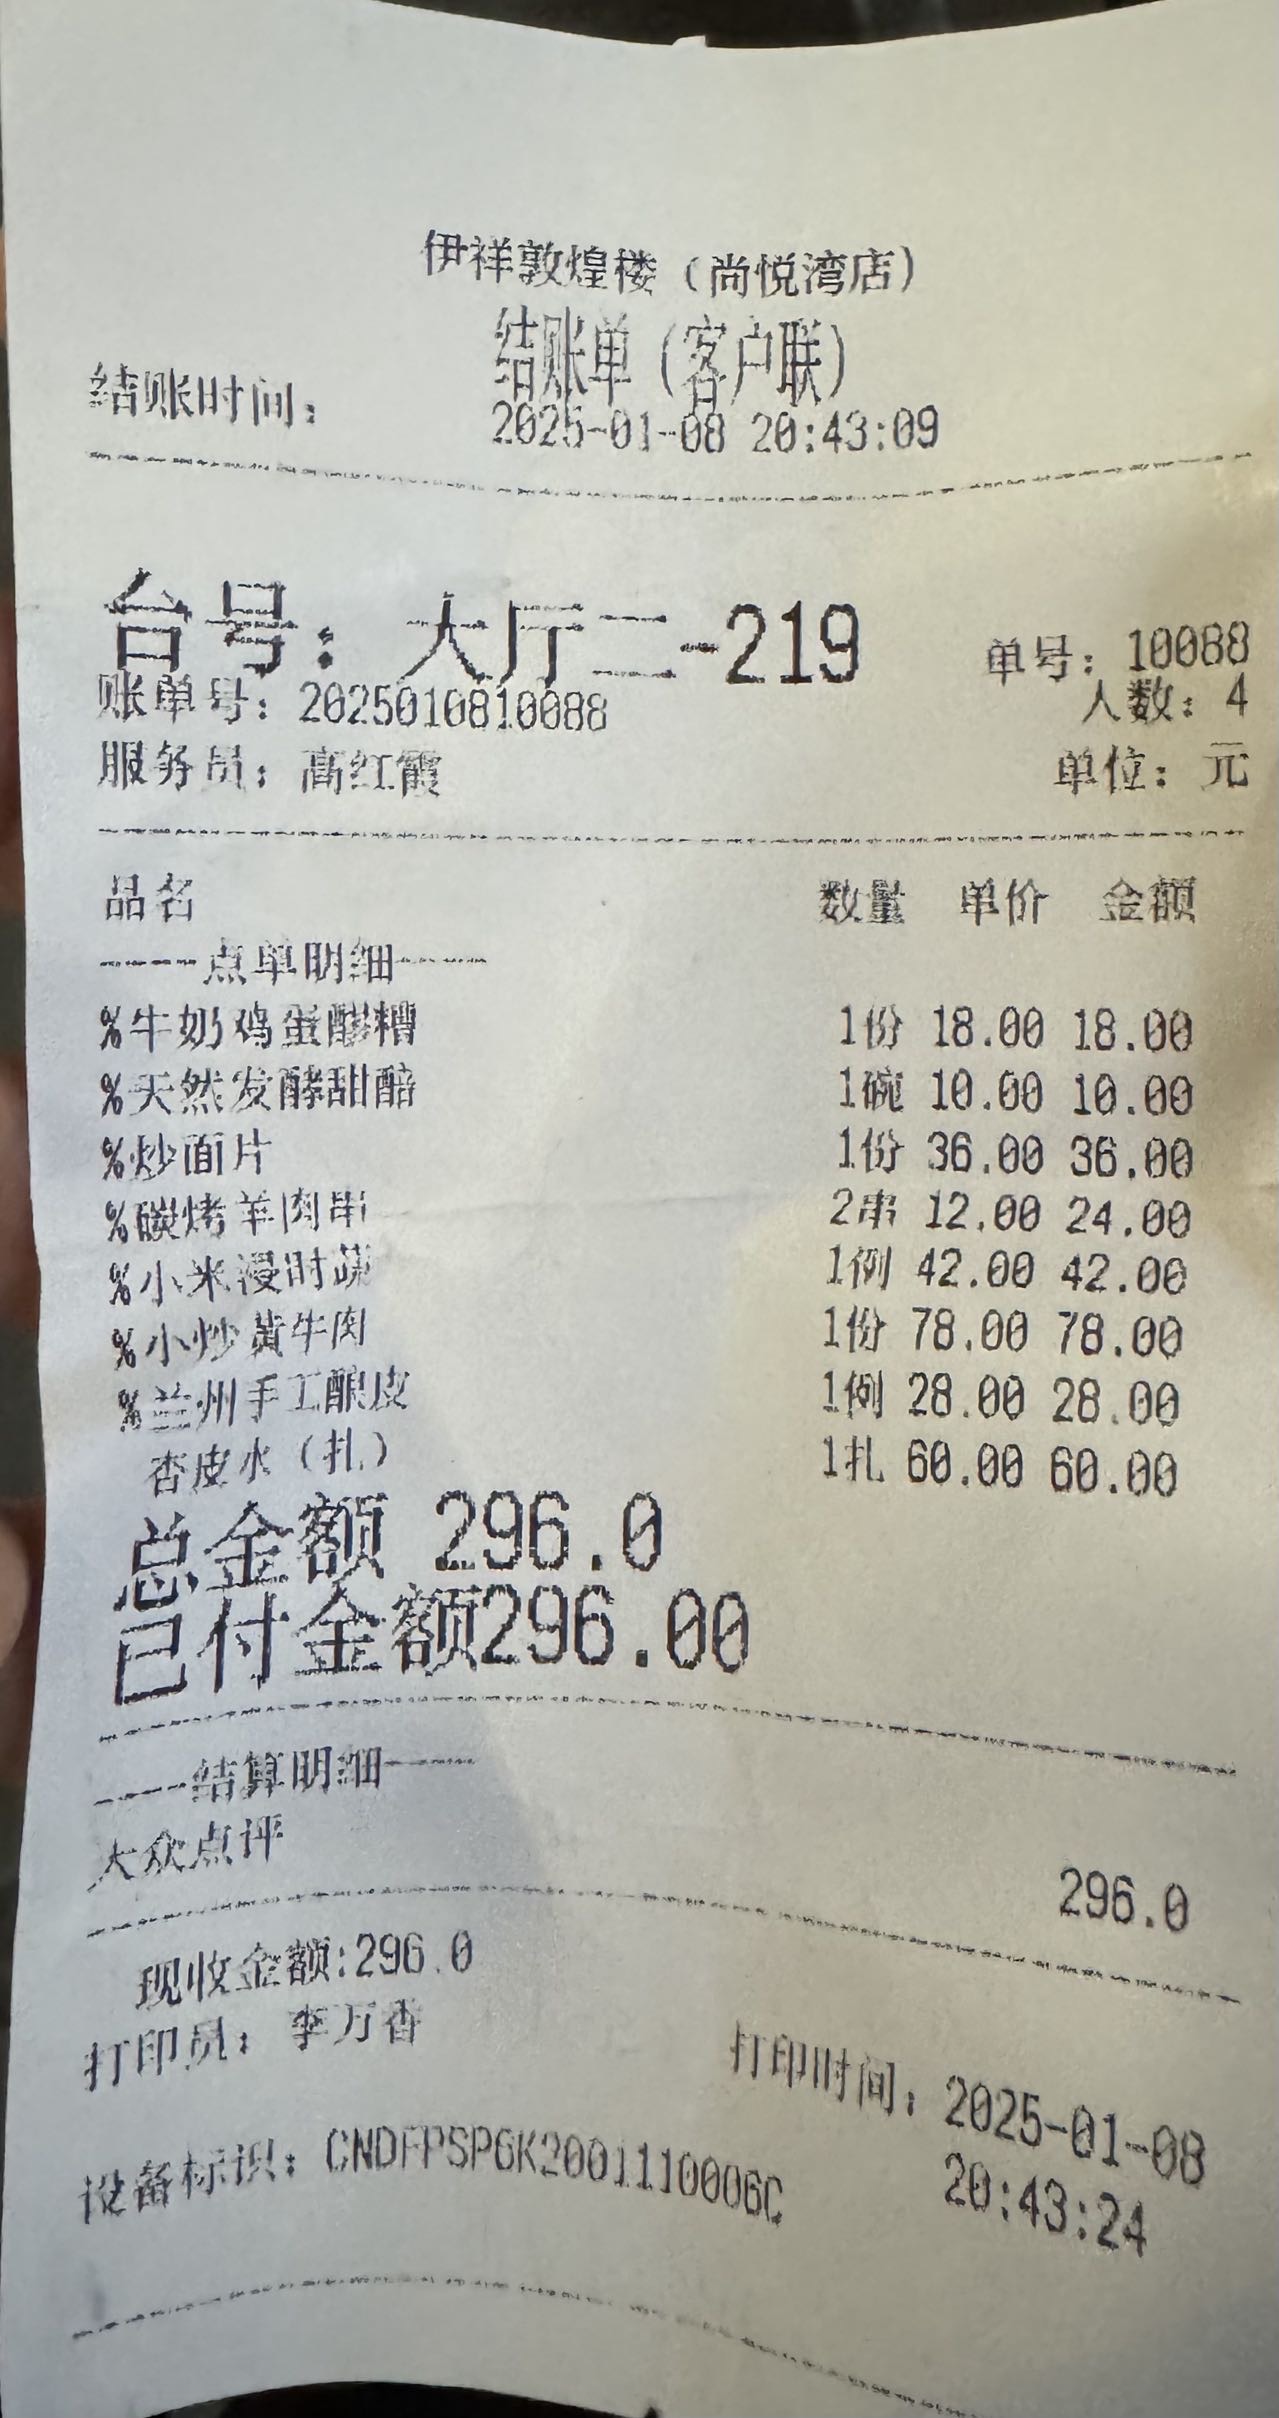 伊祥敦煌楼（尚悦湾店）
结账单（客户联）
结账时间： 2025-01-08 20:43:09
台号：大厅二-219 单号：10088
账单号：2025010810088 人数：4
服务员：高红霞 单位：元
品名 数量 单价 金额
----点单明细----
%牛奶鸡蛋醪糟 1份 18.00 18.00
%天然发酵甜醅 1碗 10.00 10.00
%炒面片 1份 36.00 36.00
%碳烤羊肉串 2串 12.00 24.00
%小米漫时蔬 1例 42.00 42.00
%小炒黄牛肉 1份 78.00 78.00
%兰州手工酿皮 1例 28.00 28.00
杏皮水（扎） 1扎 60.00 60.00
总金额 296.0
已付金额296.00
----结算明细----
大众点评 296.0
现收金额:296.0
打印员：李万香 打印时间：2025-01-08
20:43:24
设备标识：CNDFPSPGK2001110006C